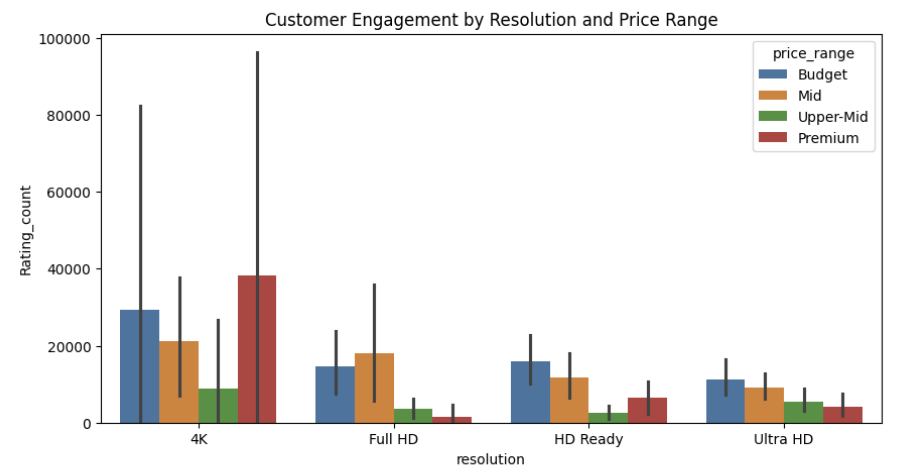 Customer Engagement by Resolution and Price Range
100000
80000
60000
40000
20000
0
Rating_count
price_range
Budget
Mid
Upper-Mid
Premium
4K
Full HD
HD Ready
Ultra HD
resolution